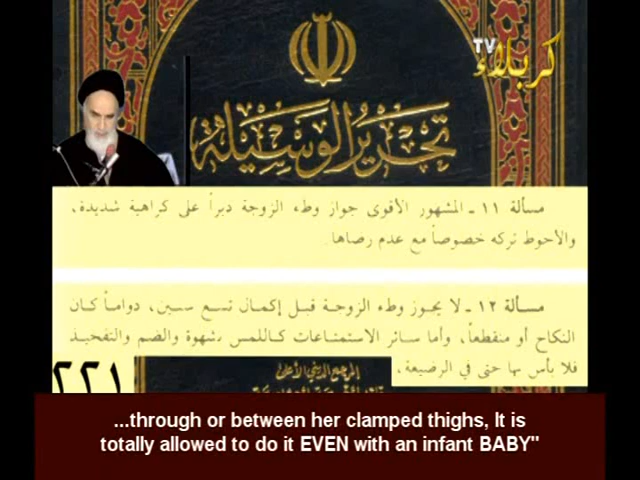 TV
كربلاء
تحرير الوسيلة
مسألة ١١ ـ المشهور الأقوى جواز وطء الزوجة دبراً على كراهية شديدة،
والأحوط تركه خصوصاً مع عدم رضاها.
مسألة ١٢ ـ لا يجوز وطء الزوجة قبل إكمال تسع سنين، دواماً كان
النكاح أو منقطعاً، وأما سائر الاستمتاعات كاللمس بشهوة والضم والتفخيذ
فلا بأس بها حتى في الرضيعة،
٢٢١
المرجع الديني الأعلى
...through or between her clamped thighs, It is
totally allowed to do it EVEN with an infant BABY"